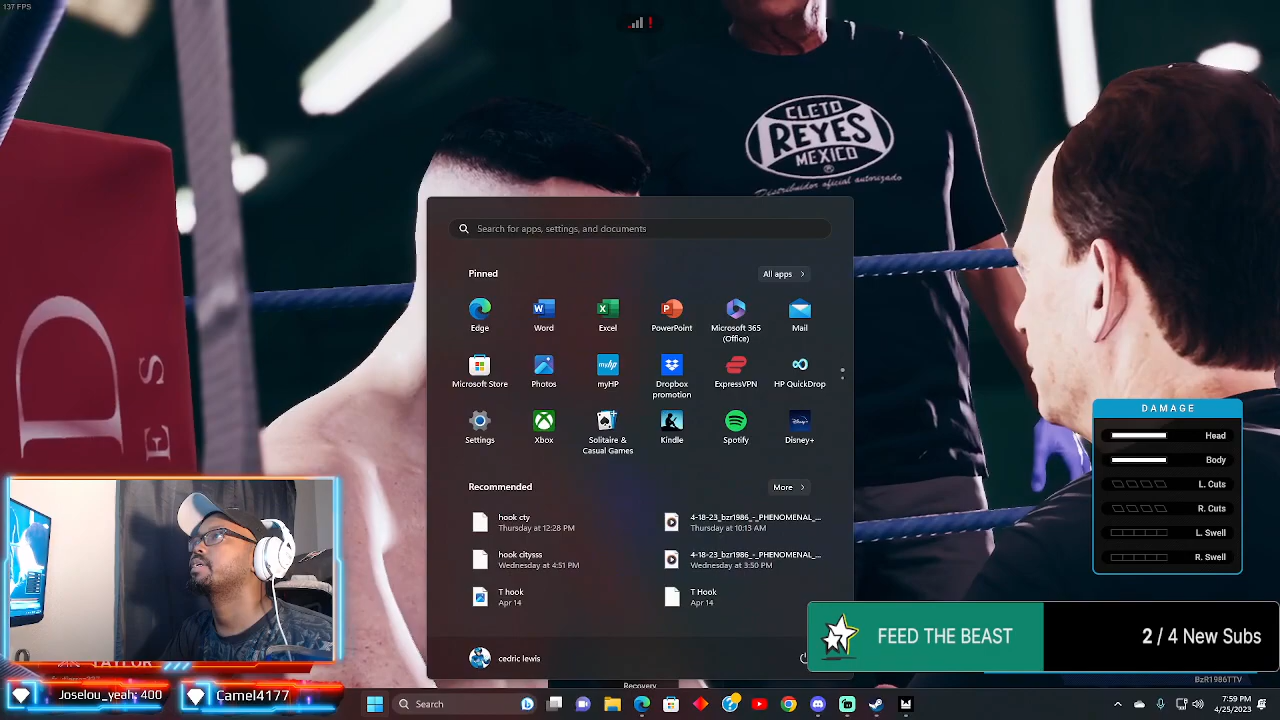 137 FPS
!
CLETO
REYES
MEXICO
®
Distribuidor oficial autorizado
Search for apps, settings, and documents
Pinned
All apps
Edge
Word
Excel
PowerPoint
Microsoft 365
(Office)
Mail
Microsoft Store
Photos
myHP
Dropbox
promotion
ExpressVPN
HP QuickDrop
Settings
Xbox
Solitaire &
Casual Games
Kindle
Spotify
Disney+
Recommended
More
hook cty
Thursday at 12:28 PM
4-18-23_bzr1986_-_PHENOMENAL_...
Thursday at 10:13 AM
hook citysss
Wednesday at 4:51 PM
4-18-23_bzr1986_-_PHENOMENAL_...
Wednesday at 3:50 PM
T hook
Apr 14
T Hook
Apr 14
cedric lewis
D
S
E
DAMAGE
Head
Body
L. Cuts
R. Cuts
L. Swell
R. Swell
FEED THE BEAST
2 / 4 New Subs
TAYLOR
BzR1986TTV
Joselou_yeah: 400
Camel4177
Recovery
Search
7:59 PM
4/25/2023